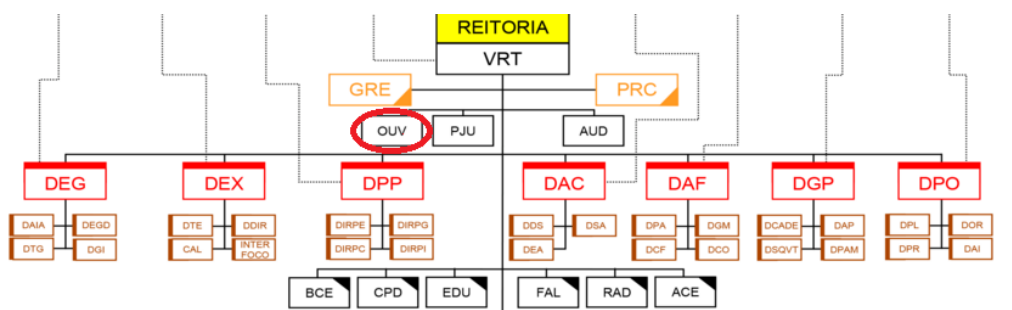 REITORIA
VRT
GRE PRC
OUV PJU AUD
DEG DEX DPP DAC DAF DGP DPO
DAIA DEGD DTE DDIR DIRPE DIRPG DDS DSA DPA DGM DCADE DAP DPL DOR
DTG DGI CAL INTER FOCO DIRPC DIRPI DEA DCF DCO DSQVT DPAM DPR DAI
BCE CPD EDU FAL RAD ACE